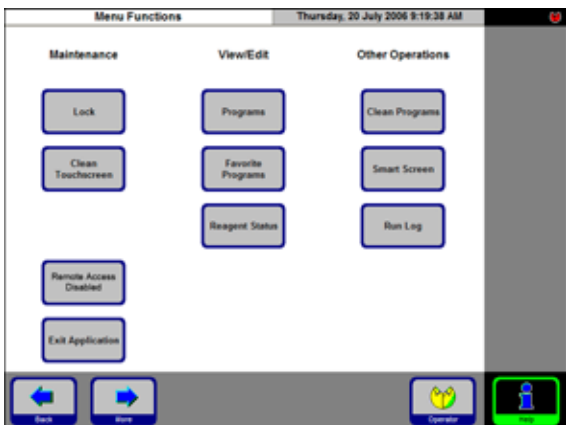 Menu Functions
Thursday, 20 July 2006 9:19:38 AM
Maintenance
View/Edit
Other Operations
Lock
Programs
Clean Programs
Clean
Touchscreen
Favorite
Programs
Smart Screen
Reagent Status
Run Log
Remote Access
Disabled
Exit Application
Back
More
Operator
Help